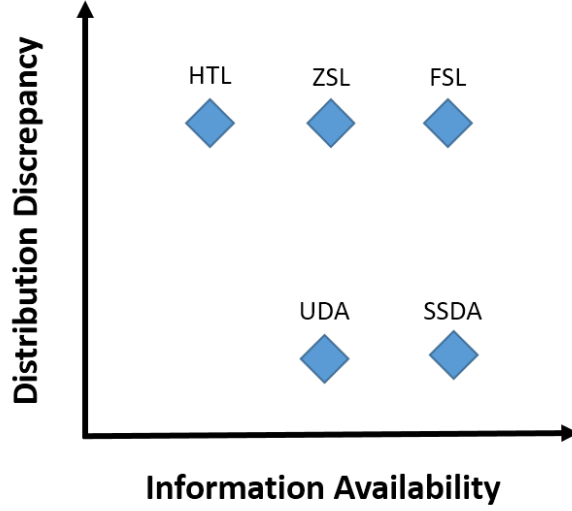 HTL ZSL FSL
UDA SSDA
Distribution Discrepancy
Information Availability